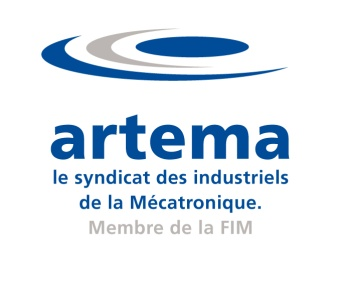 artema
le syndicat des industriels
de la Mécatronique.
Membre de la FIM